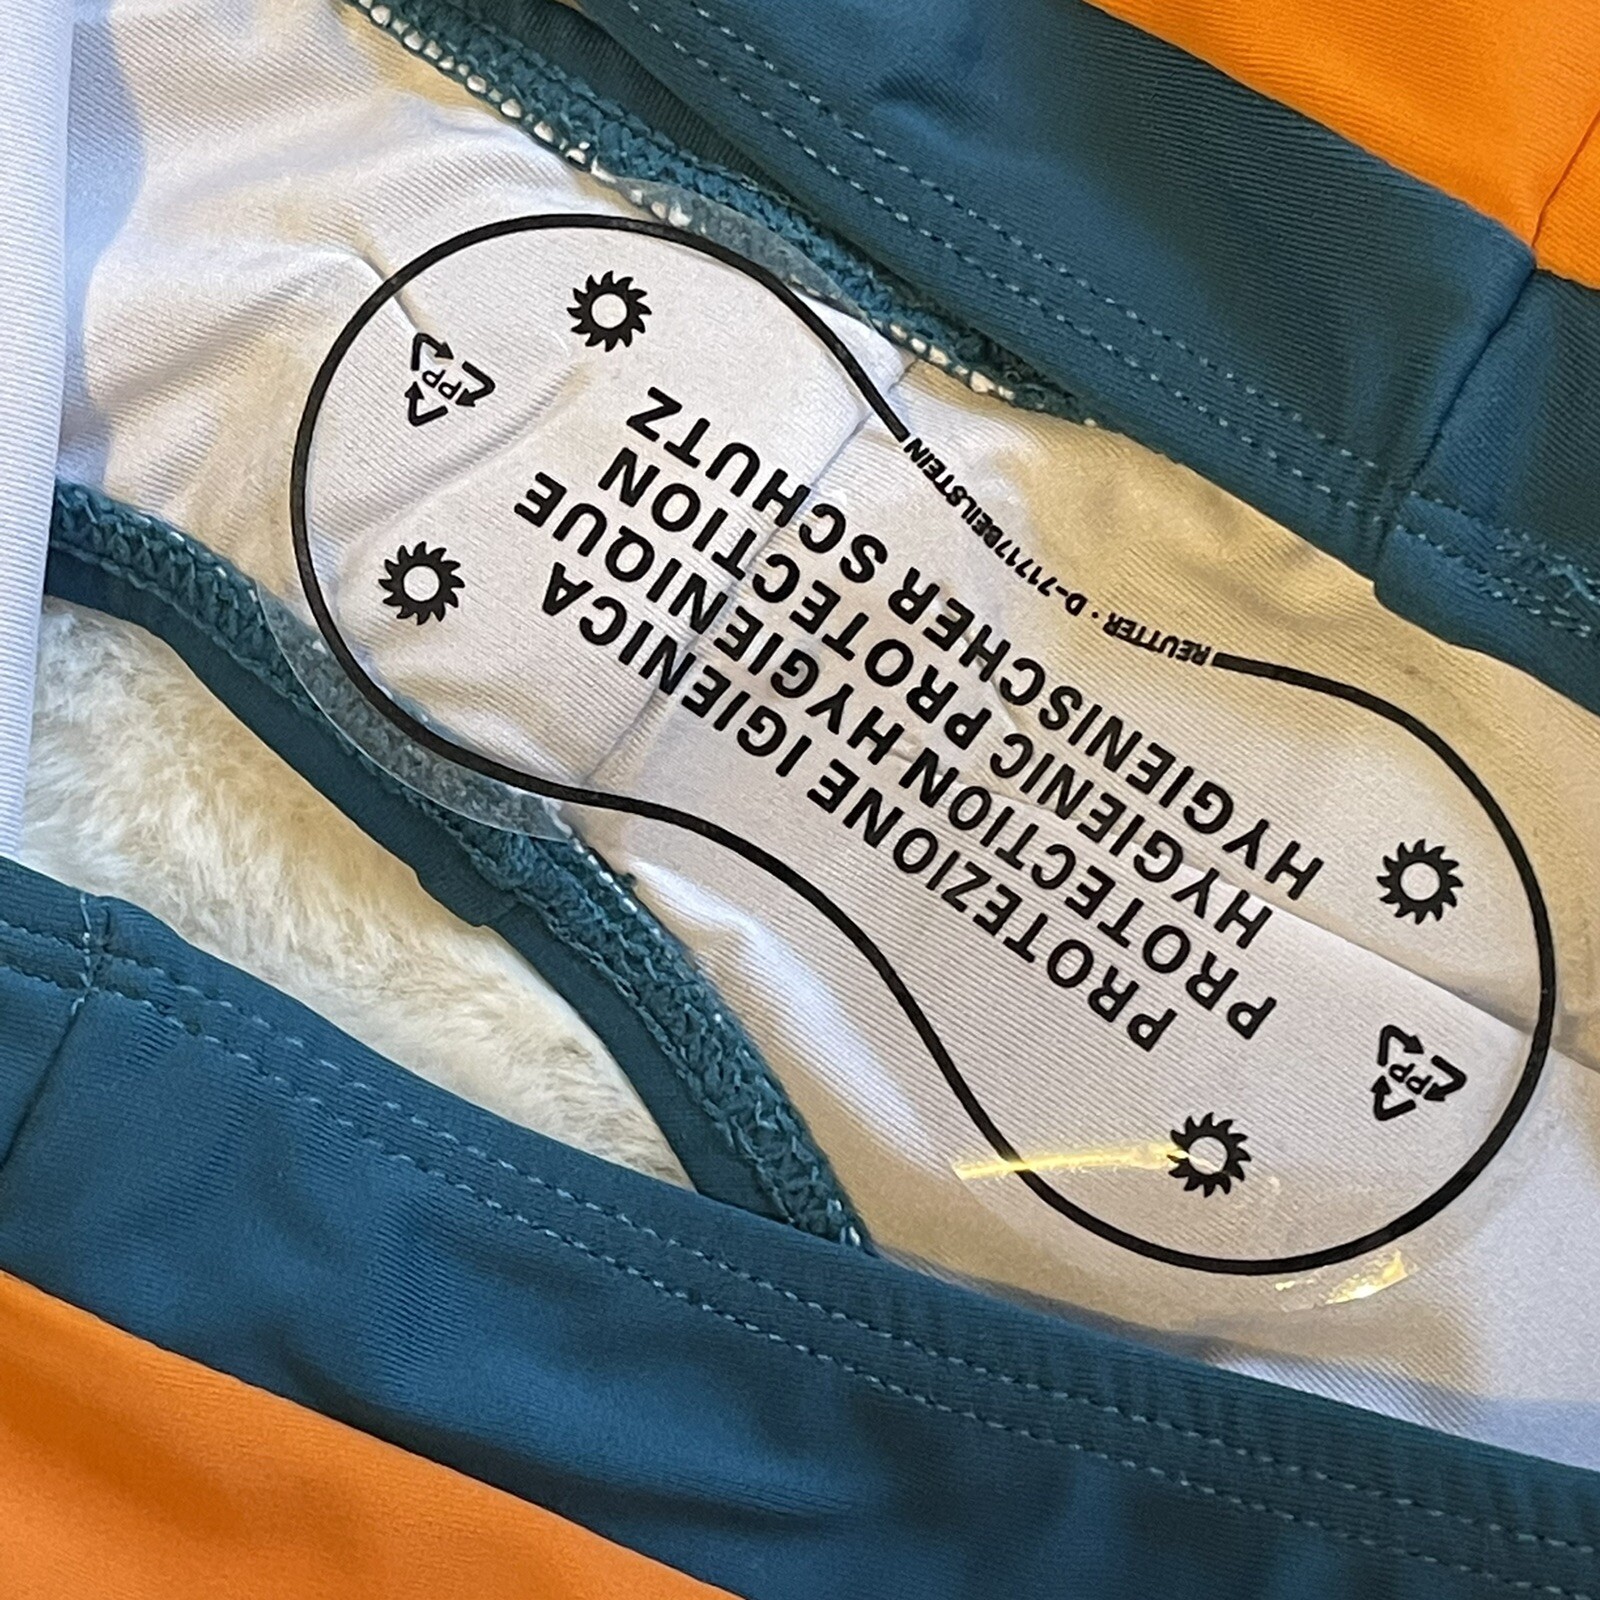 HYGIENISCHER SCHUTZ
HYGIENIC PROTECTION
PROTECTION HYGIENIQUE
PROTEZIONE IGIENICA
REUTTER · D-71717 BEILSTEIN
PP
PP